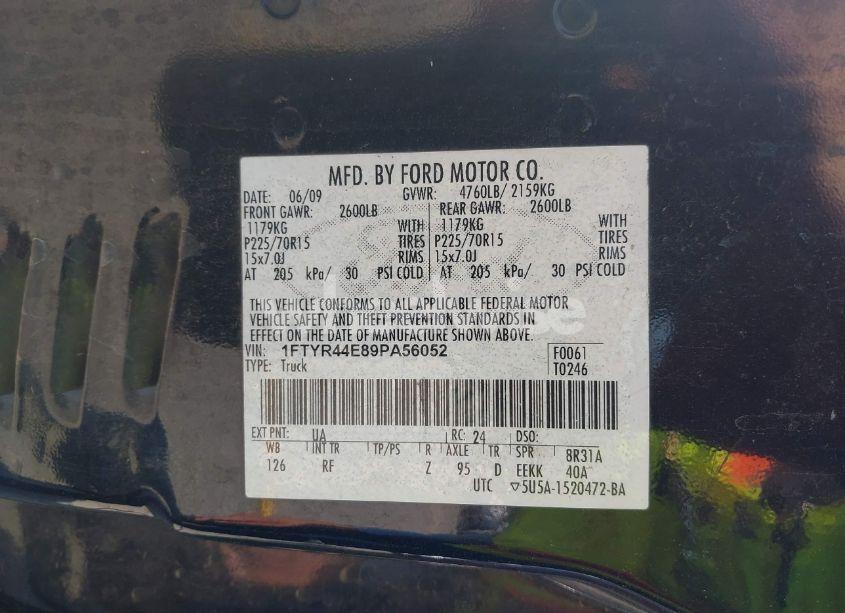 MFD. BY FORD MOTOR CO.
DATE: 06/09 GVWR: 4760LB/ 2159KG
FRONT GAWR: 2600LB REAR GAWR: 2600LB
1179KG WITH 1179KG WITH
P225/70R15 TIRES P225/70R15 TIRES
15x7.0J RIMS 15x7.0J RIMS
AT 205 kPa/ 30 PSI COLD AT 205 kPa/ 30 PSI COLD
THIS VEHICLE CONFORMS TO ALL APPLICABLE FEDERAL MOTOR
VEHICLE SAFETY AND THEFT PREVENTION STANDARDS IN
EFFECT ON THE DATE OF MANUFACTURE SHOWN ABOVE.
VIN: 1FTYR44E89PA56052 F0061
TYPE: Truck T0246
EXT PNT: UA RC: 24 DSO:
WB INT TR TP/PS R AXLE TR SPR 8R31A
126 RF Z 95 D EEKK 40A
UTC ▽5U5A-1520472-BA